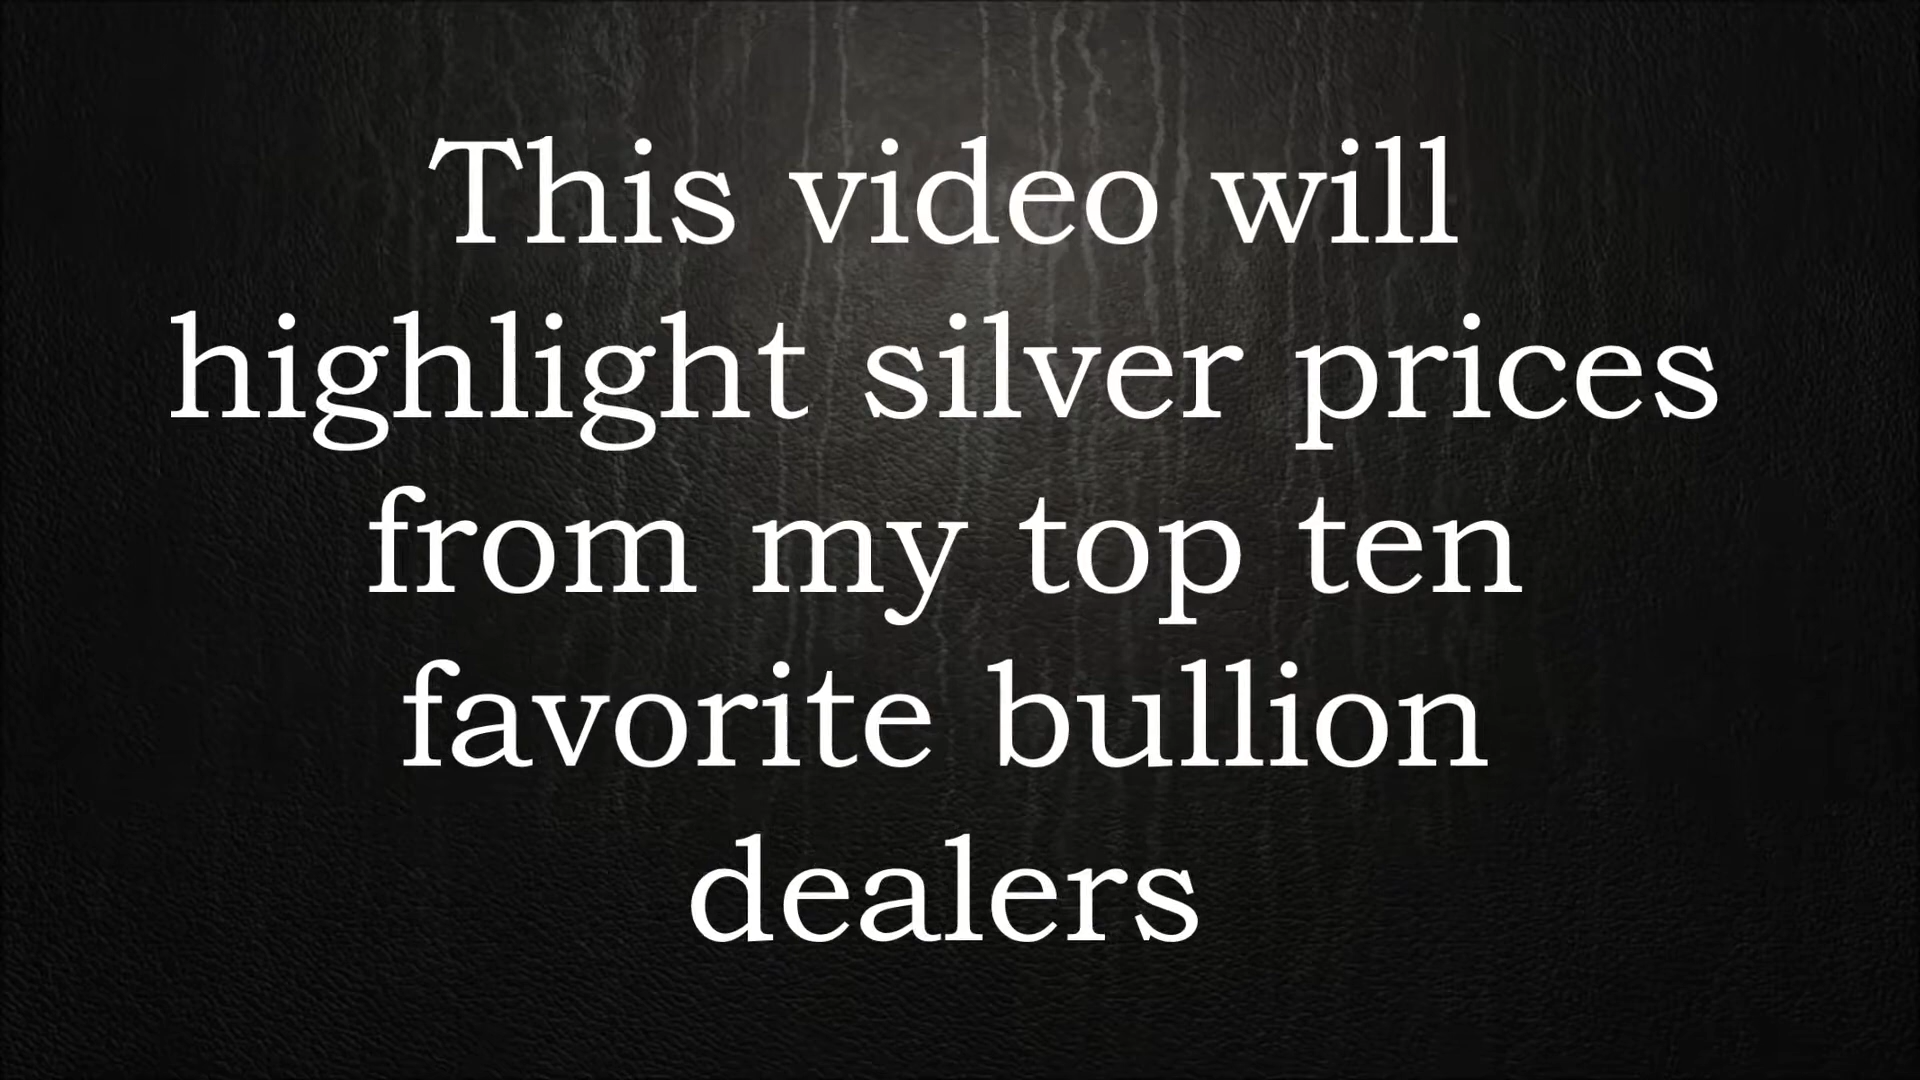 This video will
highlight silver prices
from my top ten
favorite bullion
dealers